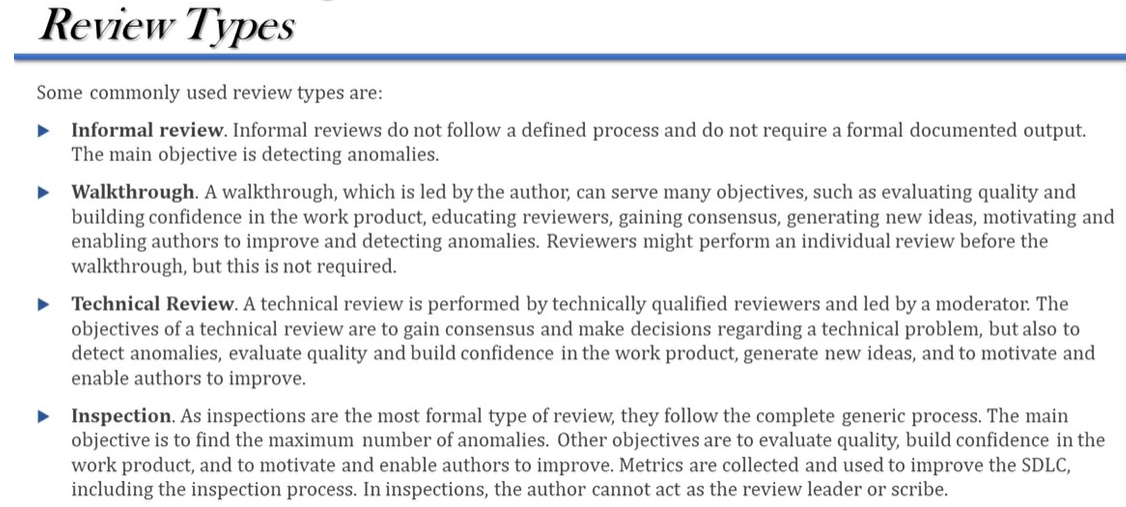 Review Types
Some commonly used review types are:
Informal review. Informal reviews do not follow a defined process and do not require a formal documented output.
The main objective is detecting anomalies.
Walkthrough. A walkthrough, which is led by the author, can serve many objectives, such as evaluating quality and
building confidence in the work product, educating reviewers, gaining consensus, generating new ideas, motivating and
enabling authors to improve and detecting anomalies. Reviewers might perform an individual review before the
walkthrough, but this is not required.
Technical Review. A technical review is performed by technically qualified reviewers and led by a moderator. The
objectives of a technical review are to gain consensus and make decisions regarding a technical problem, but also to
detect anomalies, evaluate quality and build confidence in the work product, generate new ideas, and to motivate and
enable authors to improve.
Inspection. As inspections are the most formal type of review, they follow the complete generic process. The main
objective is to find the maximum number of anomalies. Other objectives are to evaluate quality, build confidence in the
work product, and to motivate and enable authors to improve. Metrics are collected and used to improve the SDLC,
including the inspection process. In inspections, the author cannot act as the review leader or scribe.